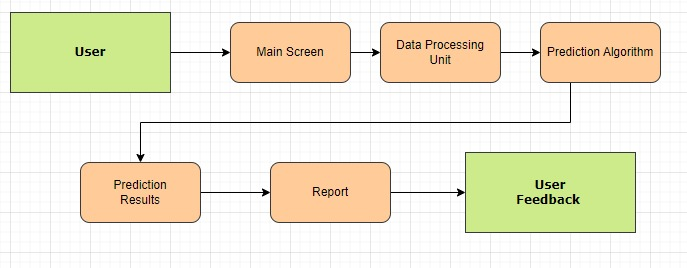 User
Main Screen
Data Processing
Unit
Prediction Algorithm
Prediction
Results
Report
User
Feedback